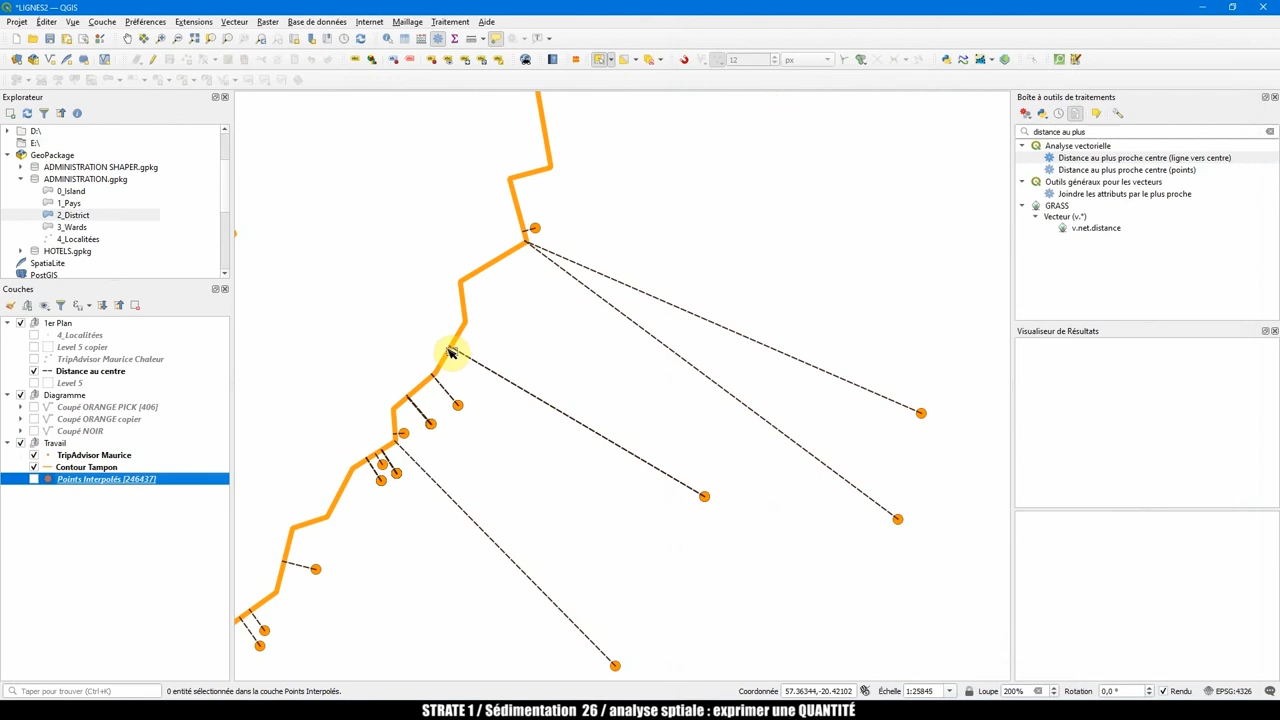 *LIGNES2 — QGIS
Projet Éditer Vue Couche Préférences Extensions Vecteur Raster Base de données Internet Maillage Traitement Aide
12 px
Explorateur
D:\
E:\
GeoPackage
ADMINISTRATION SHAPER.gpkg
ADMINISTRATION.gpkg
0_Island
1_Pays
2_District
3_Wards
4_Localitées
HOTELS.gpkg
SpatiaLite
PostGIS
Couches
1er Plan
4_Localitées
Level 5 copier
TripAdvisor Maurice Chaleur
Distance au centre
Level 5
Diagramme
Coupé ORANGE PICK [406]
Coupé ORANGE copier
Coupé NOIR
Travail
TripAdvisor Maurice
Contour Tampon
Points Interpolés [246437]
Boîte à outils de traitements
distance au plus
Analyse vectorielle
Distance au plus proche centre (ligne vers centre)
Distance au plus proche centre (points)
Outils généraux pour les vecteurs
Joindre les attributs par le plus proche
GRASS
Vecteur (v.*)
v.net.distance
Visualiseur de Résultats
Taper pour trouver (Ctrl+K)
0 entité sélectionnée dans la couche Points Interpolés.
Coordonnée 57.36344,-20.42102 Échelle 1:25845 Loupe 200% Rotation 0,0 ° Rendu EPSG:4326
STRATE 1 / Sédimentation 26 / analyse sptiale : exprimer une QUANTITÉ